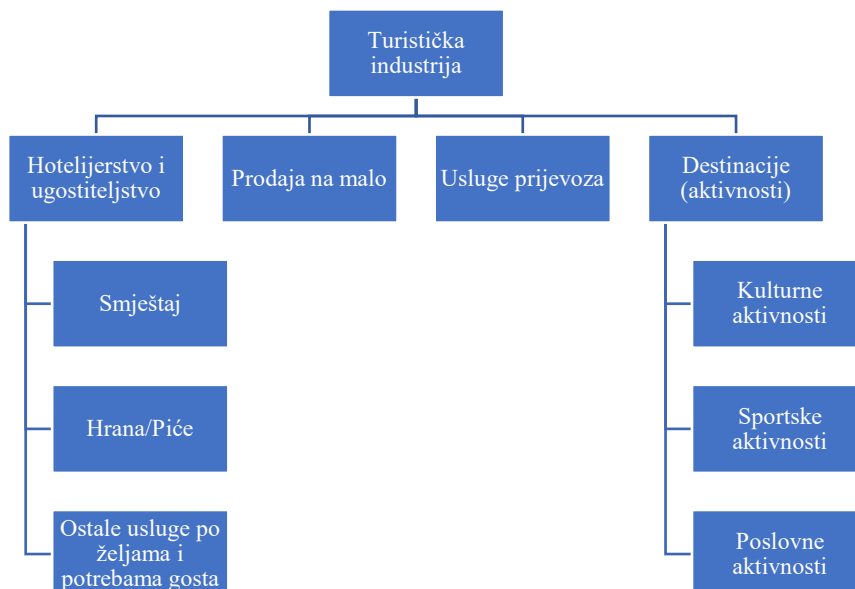 Turistička
industrija
Hotelijerstvo i
ugostiteljstvo
Prodaja na malo
Usluge prijevoza
Destinacije
(aktivnosti)
Smještaj
Kulturne
aktivnosti
Hrana/Piće
Sportske
aktivnosti
Ostale usluge po
željama i
potrebama gosta
Poslovne
aktivnosti